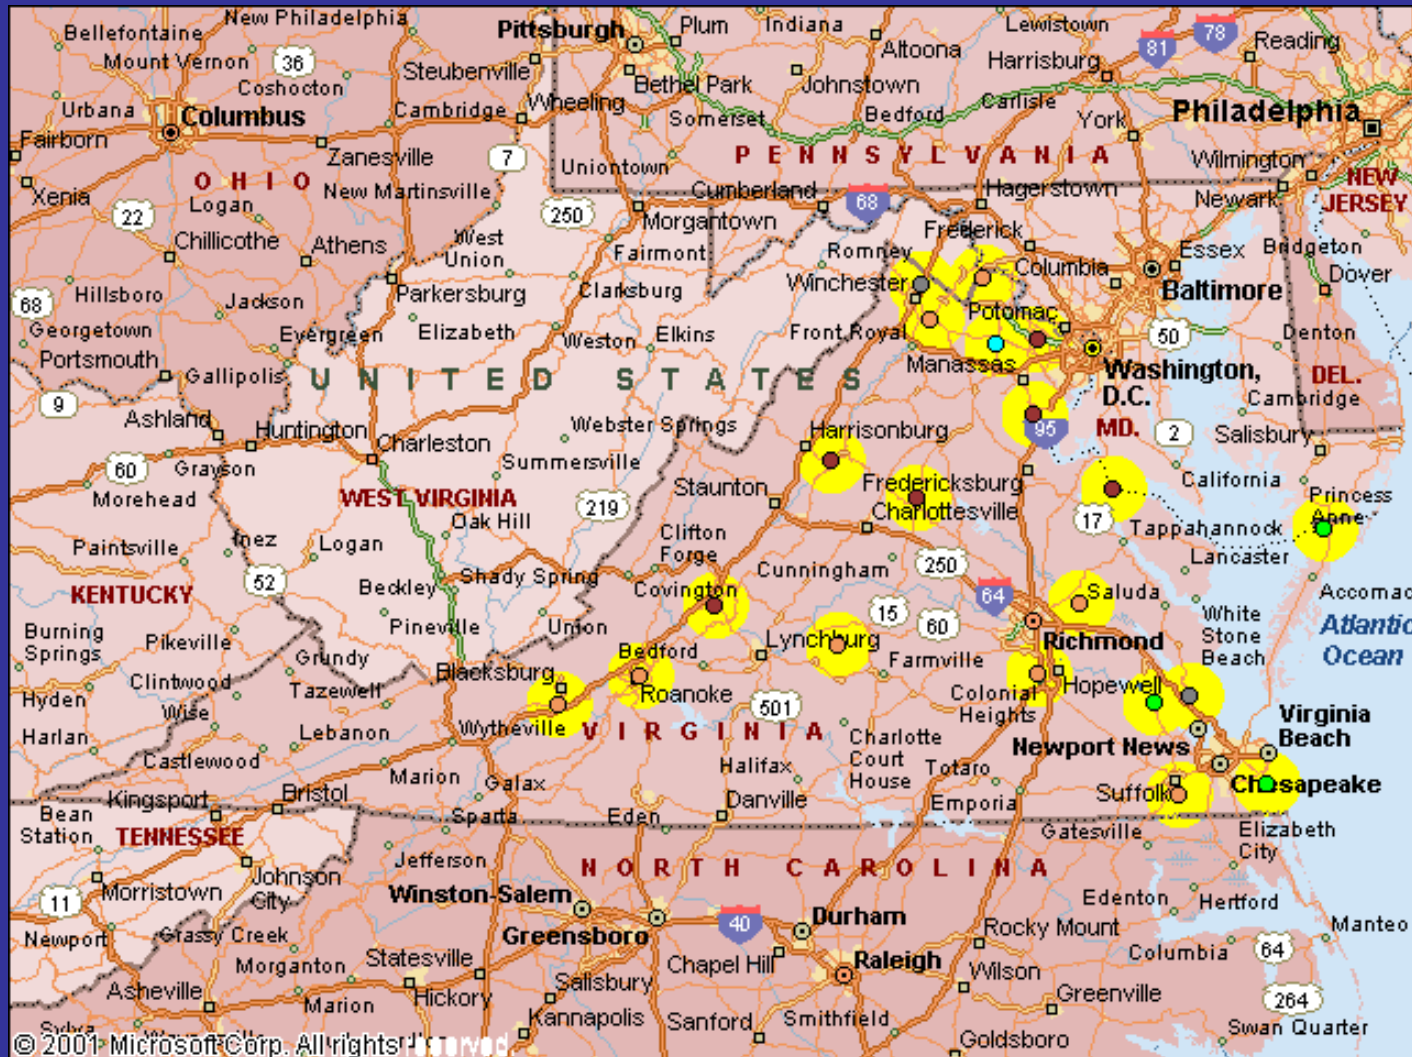 New Philadelphia
Pittsburgh
Plum
Indiana
Lewistown
78
Bellefontaine
Altoona
81
Reading
Mount Vernon
36
Steubenville
Harrisburg
Coshocton
Bethel Park
Johnstown
Urbana
Columbus
Cambridge
Wheeling
Somerset
Bedford
Carlisle
York
Philadelphia
Fairborn
Zanesville
7
Uniontown
PENNSYLVANIA
Wilmington
Xenia
OHIO
New Martinsville
Cumberland
68
Hagerstown
Newark
NEW
JERSEY
22
Logan
250
Morgantown
Chillicothe
Athens
West
Union
Fairmont
Romney
Frederick
Essex
Bridgeton
Columbia
Dover
68
Hillsboro
Jackson
Parkersburg
Clarksburg
Winchester
Baltimore
Georgetown
Evergreen
Elizabeth
Weston
Elkins
Front Royal
Potomac
50
Denton
Portsmouth
Gallipolis
UNITED STATES
Manassas
Washington,
D.C.
DEL.
9
Cambridge
Ashland
Huntington
Charleston
Webster Springs
Harrisonburg
95
MD.
2
Salisbury
60
Grayson
Summersville
Morehead
WEST VIRGINIA
219
Staunton
Fredericksburg
California
Princess
Anne
Charlottesville
17
Tappahannock
Paintsville
Inez
Logan
Oak Hill
Clifton
Forge
250
Lancaster
52
Beckley
Shady Spring
Covington
Cunningham
64
Saluda
Accomac
KENTUCKY
Burning
Springs
Pikeville
Pineville
Union
15
60
White
Stone
Beach
Atlantic
Ocean
Lynchburg
Richmond
Grundy
Bedford
Farmville
Hyden
Clintwood
Tazewell
Blacksburg
Roanoke
Colonial
Heights
Hopewell
Wise
501
Harlan
Lebanon
Wytheville
VIRGINIA
Charlotte
Court
House
Newport News
Virginia
Beach
Castlewood
Marion
Galax
Halifax
Totaro
Chesapeake
Kingsport
Bristol
Danville
Emporia
Suffolk
Bean
Station
Sparta
Eden
Gatesville
Elizabeth
City
TENNESSEE
Jefferson
NORTH CAROLINA
Morristown
Johnson
City
Winston-Salem
Edenton
Hertford
11
40
Durham
Rocky Mount
Manteo
Newport
Grassy Creek
Greensboro
Columbia
64
Morganton
Statesville
Chapel Hill
Raleigh
Asheville
Marion
Hickory
Salisbury
Wilson
Greenville
264
Sylva
Kannapolis
Sanford
Smithfield
Goldsboro
Swan Quarter
© 2001 Microsoft Corp. All rights reserved.